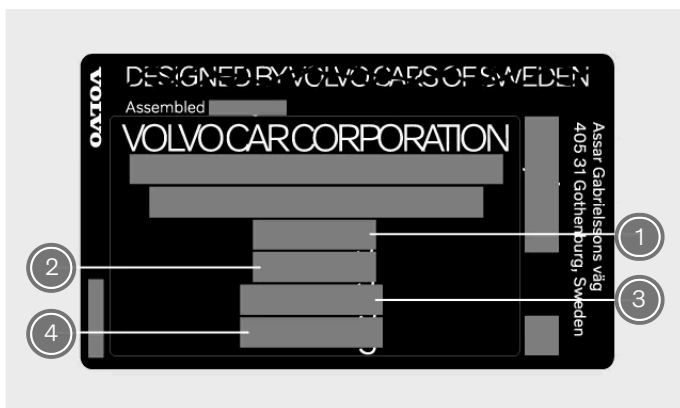 VOLVO
DESIGNED BY VOLVO CARS OF SWEDEN
Assembled
VOLVO CAR CORPORATION
Assar Gabrielssons väg
405 31 Gothenburg, Sweden
1
2
3
4